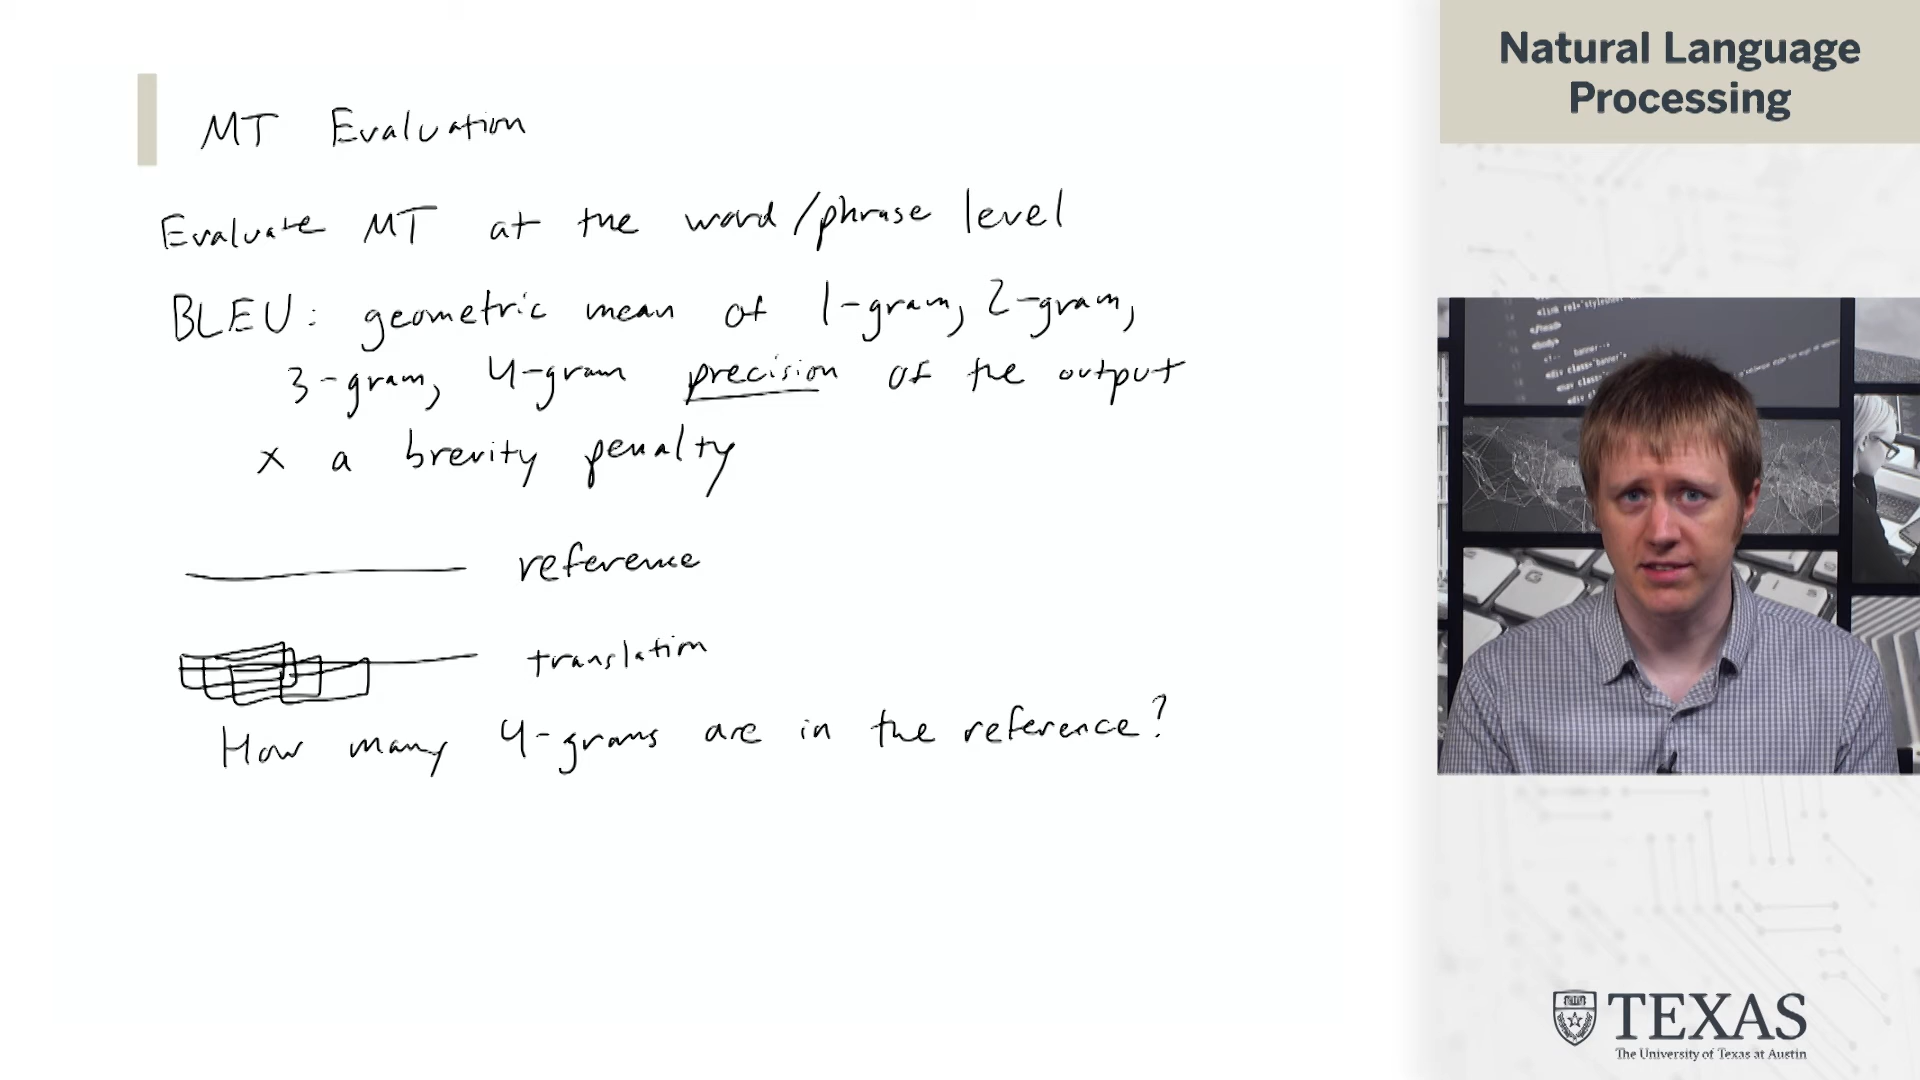 MT Evaluation
Evaluate MT at the word/phrase level
BLEU: geometric mean of 1-gram, 2-gram,
3-gram, 4-gram precision of the output
x a brevity penalty
reference
translation
How many 4-grams are in the reference?
Natural Language
Processing
TEXAS
The University of Texas at Austin